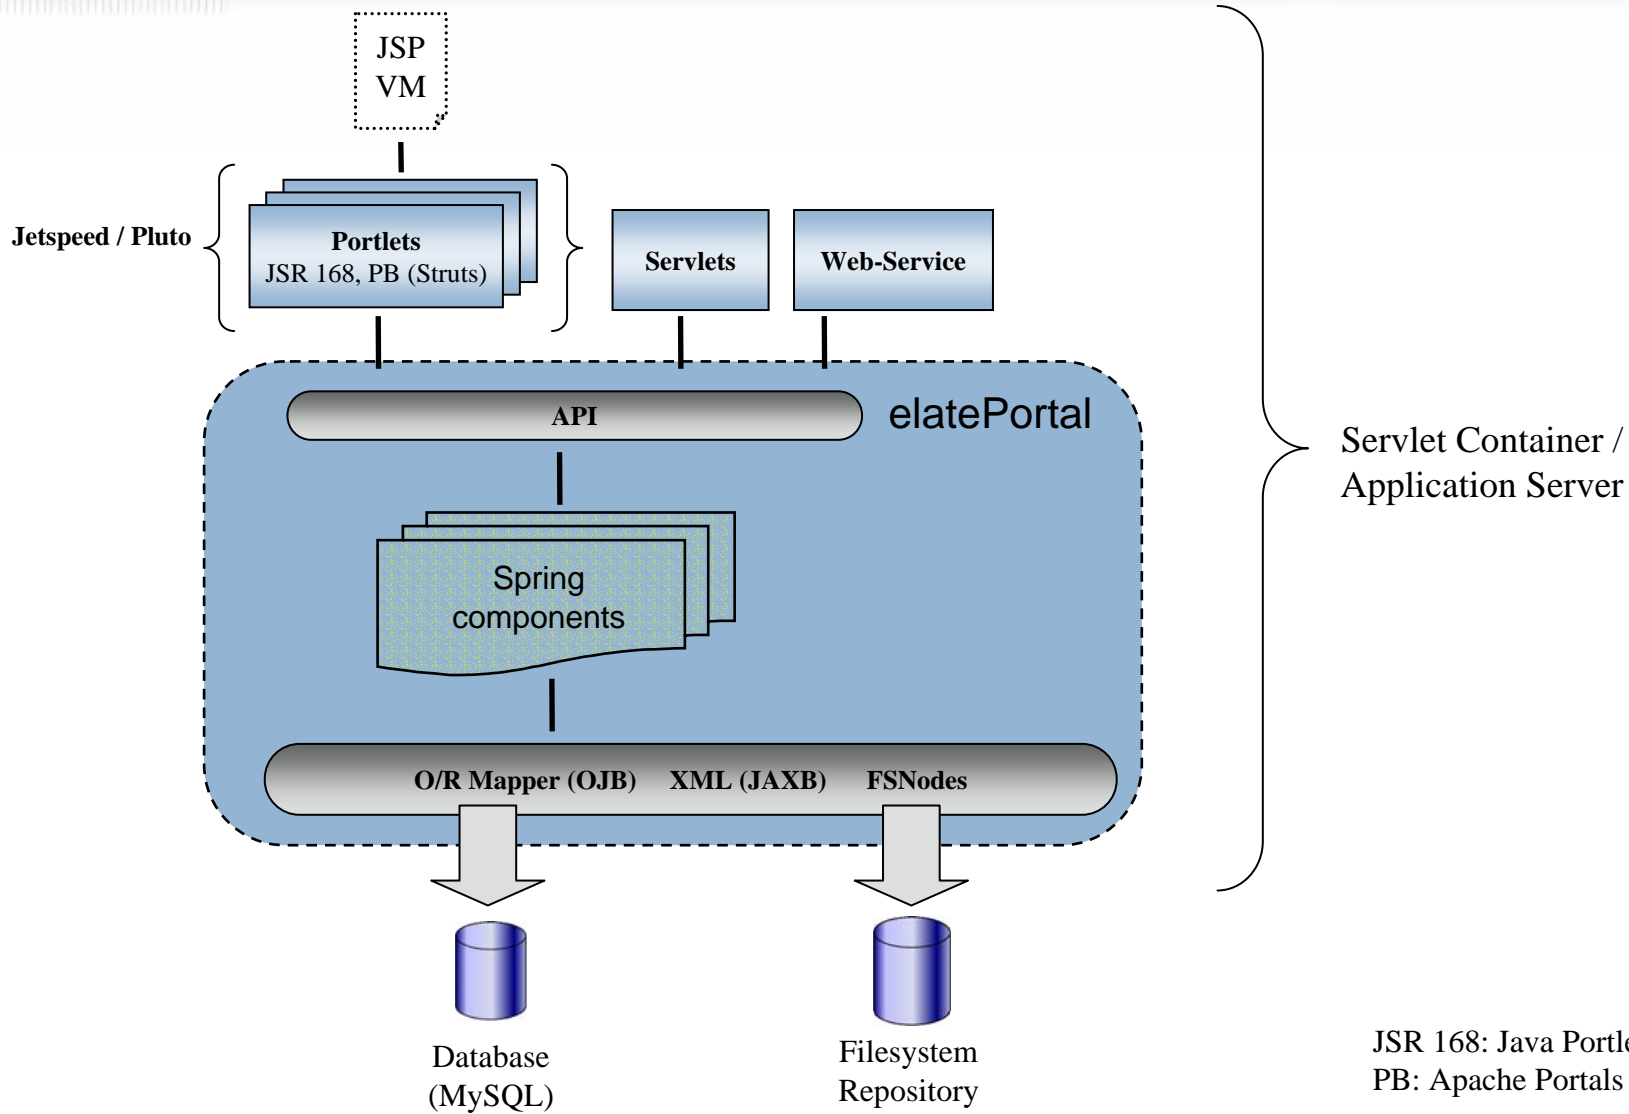 JSP
VM
Jetspeed / Pluto
Portlets
JSR 168, PB (Struts)
Servlets
Web-Service
API
elatePortal
Servlet Container /
Application Server
Spring
components
O/R Mapper (OJB) XML (JAXB) FSNodes
Database
(MySQL)
Filesystem
Repository
JSR 168: Java
PB: Apache Portals